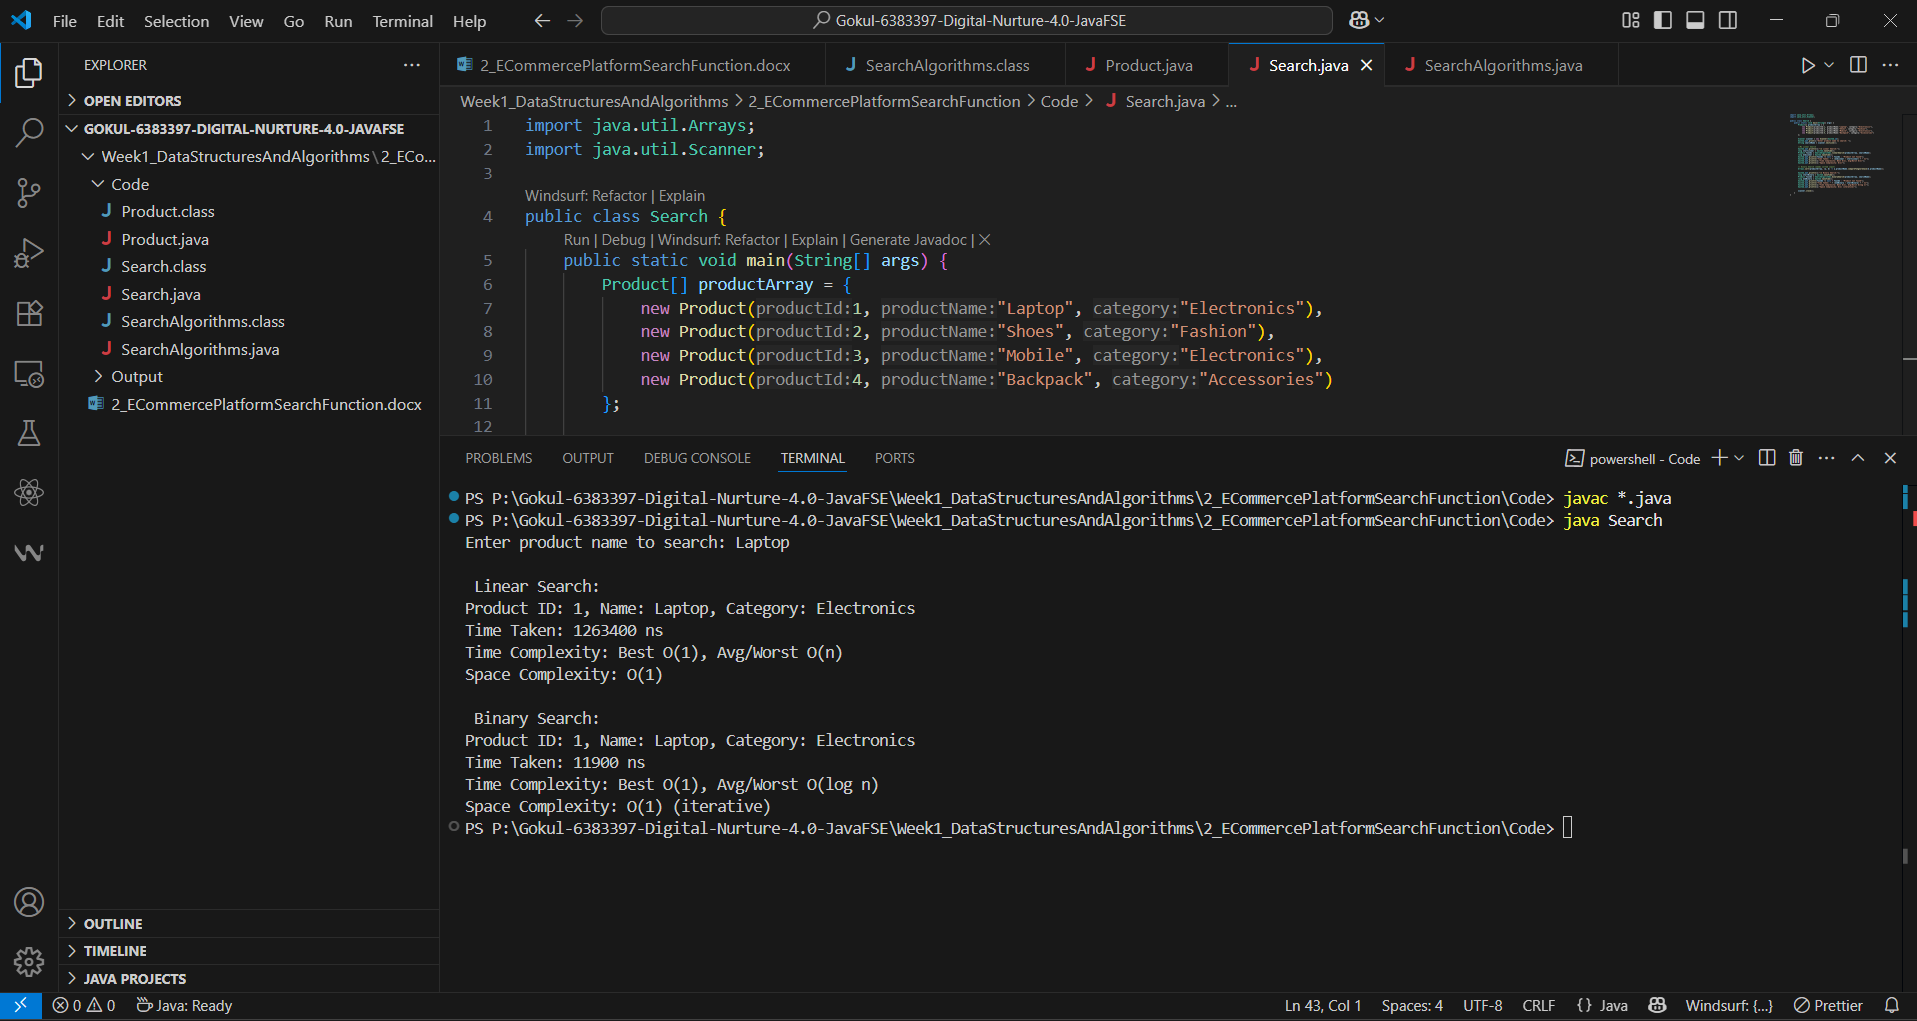 File Edit Selection View Go Run Terminal Help
Gokul-6383397-Digital-Nurture-4.0-JavaFSE
EXPLORER
OPEN EDITORS
GOKUL-6383397-DIGITAL-NURTURE-4.0-JAVAFSE
Week1_DataStructuresAndAlgorithms\2_ECo...
Code
Product.class
Product.java
Search.class
Search.java
SearchAlgorithms.class
SearchAlgorithms.java
Output
2_ECommercePlatformSearchFunction.docx
OUTLINE
TIMELINE
JAVA PROJECTS
2_ECommercePlatformSearchFunction.docx SearchAlgorithms.class Product.java Search.java SearchAlgorithms.java
Week1_DataStructuresAndAlgorithms > 2_ECommercePlatformSearchFunction > Code > Search.java > ...
1 import java.util.Arrays;
2 import java.util.Scanner;
3
Windsurf: Refactor | Explain
4 public class Search {
Run | Debug | Windsurf: Refactor | Explain | Generate Javadoc | X
5 public static void main(String[] args) {
6 Product[] productArray = {
7 new Product(productId:1, productName:"Laptop", category:"Electronics"),
8 new Product(productId:2, productName:"Shoes", category:"Fashion"),
9 new Product(productId:3, productName:"Mobile", category:"Electronics"),
10 new Product(productId:4, productName:"Backpack", category:"Accessories")
11 };
12
PROBLEMS OUTPUT DEBUG CONSOLE TERMINAL PORTS
powershell - Code
PS P:\Gokul-6383397-Digital-Nurture-4.0-JavaFSE\Week1_DataStructuresAndAlgorithms\2_ECommercePlatformSearchFunction\Code> javac *.java
PS P:\Gokul-6383397-Digital-Nurture-4.0-JavaFSE\Week1_DataStructuresAndAlgorithms\2_ECommercePlatformSearchFunction\Code> java Search
Enter product name to search: Laptop
Linear Search:
Product ID: 1, Name: Laptop, Category: Electronics
Time Taken: 1263400 ns
Time Complexity: Best O(1), Avg/Worst O(n)
Space Complexity: O(1)
Binary Search:
Product ID: 1, Name: Laptop, Category: Electronics
Time Taken: 11900 ns
Time Complexity: Best O(1), Avg/Worst O(log n)
Space Complexity: O(1) (iterative)
PS P:\Gokul-6383397-Digital-Nurture-4.0-JavaFSE\Week1_DataStructuresAndAlgorithms\2_ECommercePlatformSearchFunction\Code>
0 0 Java: Ready
Ln 43, Col 1 Spaces: 4 UTF-8 CRLF {} Java Windsurf: {...} Prettier